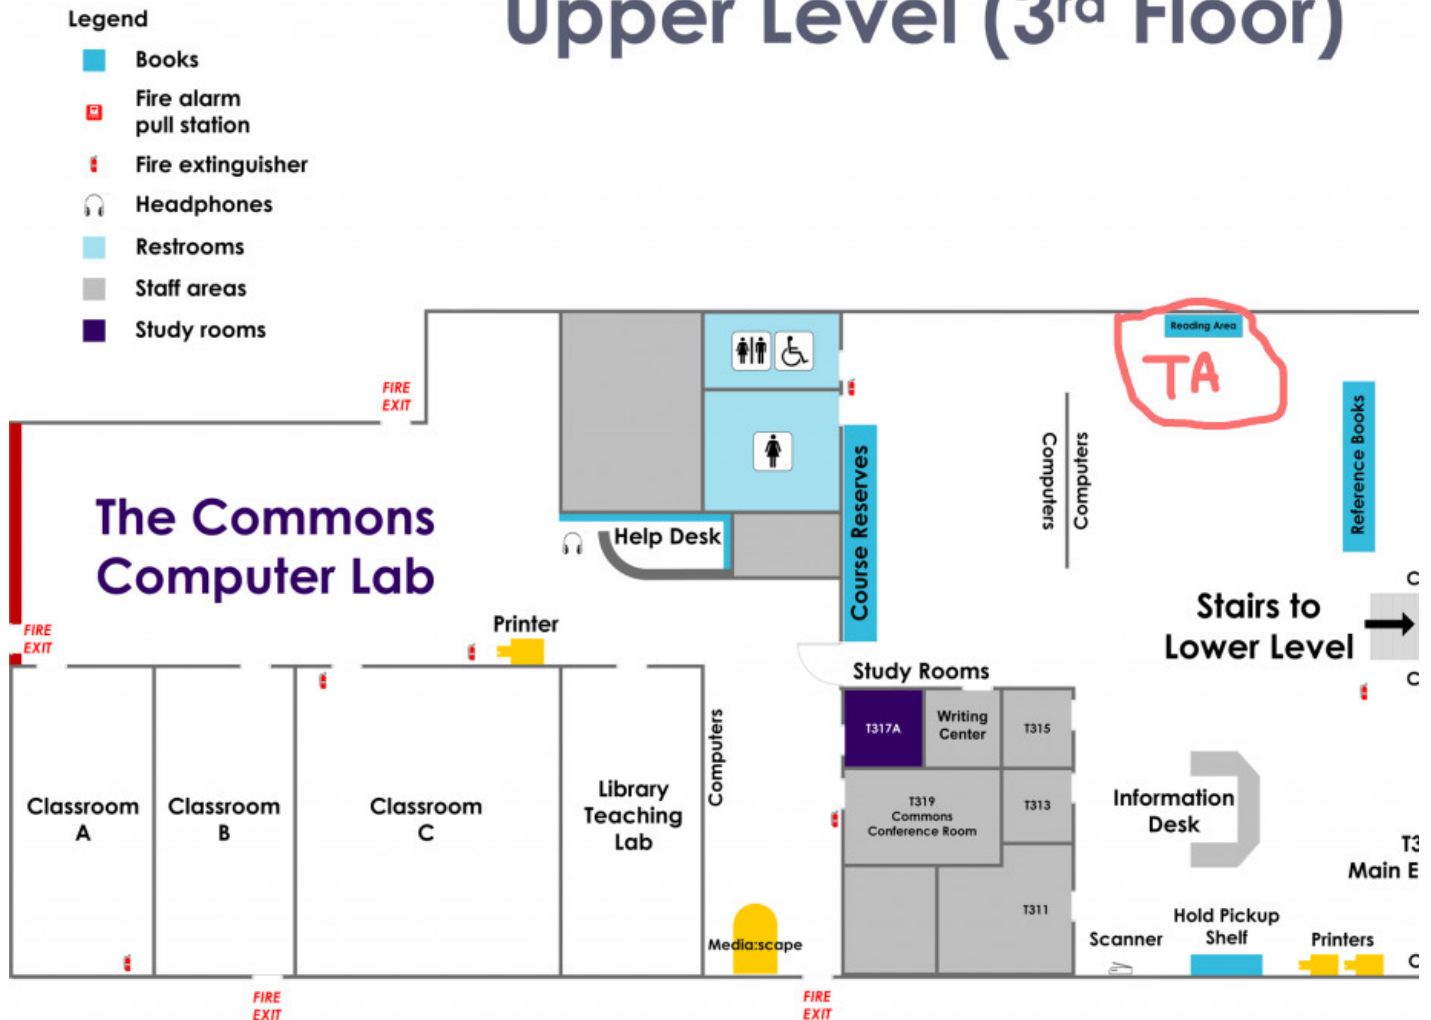 Upper Level (3rd Floor)
Legend
Books
Fire alarm
pull station
Fire extinguisher
Headphones
Restrooms
Staff areas
Study rooms
FIRE
EXIT
Reading Area
TA
The Commons
Computer Lab
Help Desk
Course Reserves
Computers
Computers
Reference Books
Stairs to
Lower Level
C
C
FIRE
EXIT
Printer
Study Rooms
T317A
Writing
Center
T315
T319
Commons
Conference Room
T313
T311
Computers
Classroom
A
Classroom
B
Classroom
C
Library
Teaching
Lab
Media:scape
Information
Desk
T3
Main E
Scanner
Hold Pickup
Shelf
Printers
C
FIRE
EXIT
FIRE
EXIT